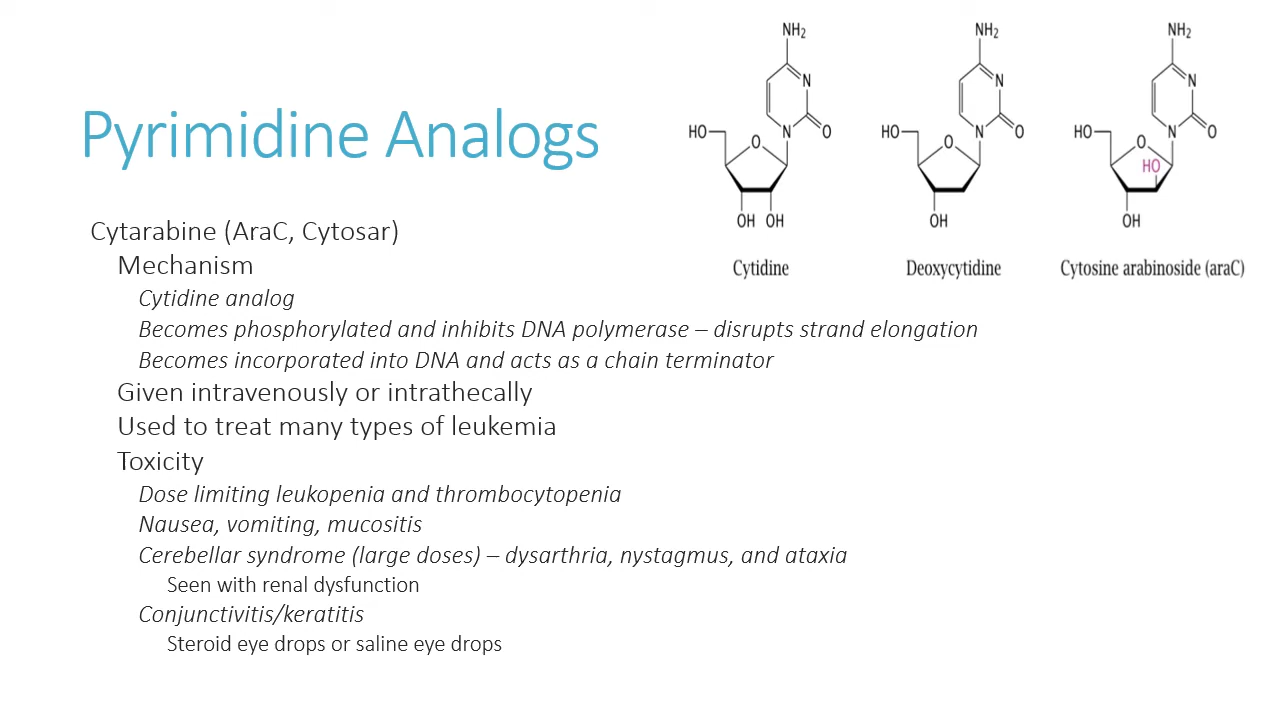 Pyrimidine Analogs
Cytarabine (AraC, Cytosar)
Mechanism
Cytidine analog
Becomes phosphorylated and inhibits DNA polymerase – disrupts strand elongation
Becomes incorporated into DNA and acts as a chain terminator
Given intravenously or intrathecally
Used to treat many types of leukemia
Toxicity
Dose limiting leukopenia and thrombocytopenia
Nausea, vomiting, mucositis
Cerebellar syndrome (large doses) – dysarthria, nystagmus, and ataxia
Seen with renal dysfunction
Conjunctivitis/keratitis
Steroid eye drops or saline eye drops
NH₂
N
N
O
HO
O
OH OH
Cytidine
NH₂
N
N
O
HO
O
OH
Deoxycytidine
NH₂
N
N
O
HO
O
HO
OH
Cytosine arabinoside (araC)